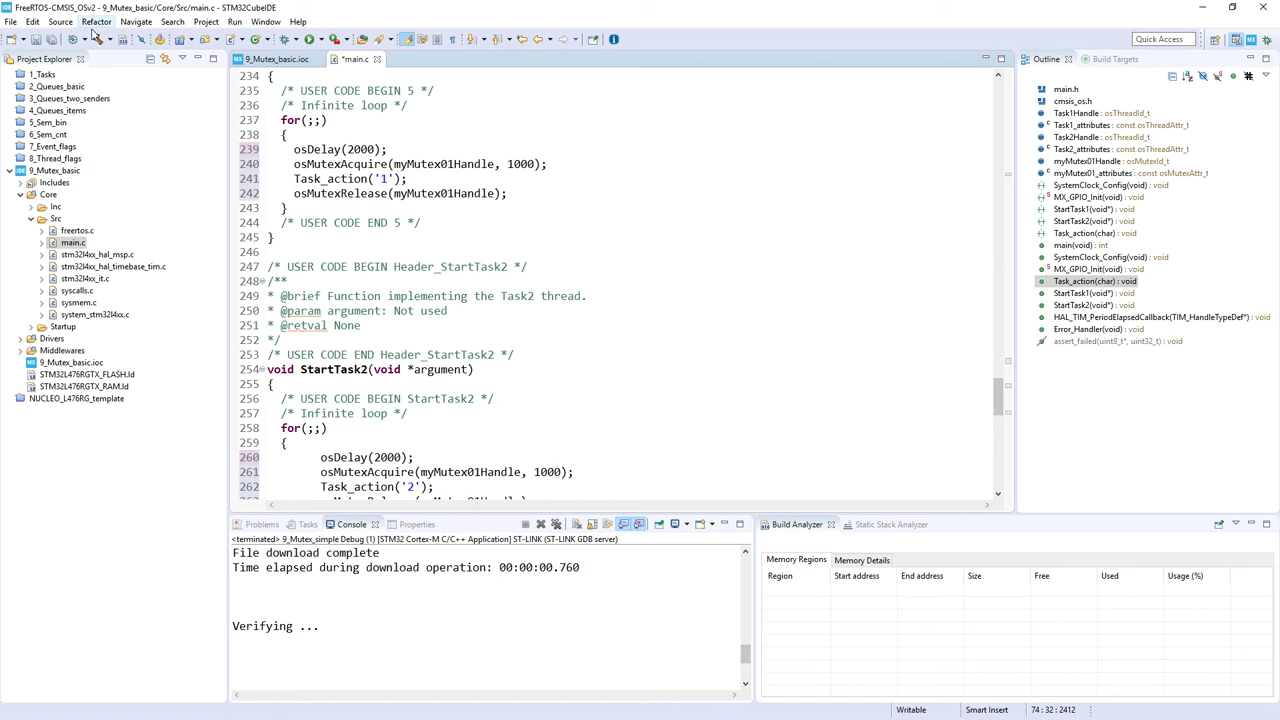 FreeRTOS-CMSIS_OSv2 - 9_Mutex_basic/Core/Src/main.c - STM32CubeIDE
File Edit Source Refactor Navigate Search Project Run Window Help
Quick Access
Project Explorer
1_Tasks
2_Queues_basic
3_Queues_two_senders
4_Queues_items
5_Sem_bin
6_Sem_cnt
7_Event_flags
8_Thread_flags
9_Mutex_basic
Includes
Core
Inc
Src
freertos.c
main.c
stm32l4xx_hal_msp.c
stm32l4xx_hal_timebase_tim.c
stm32l4xx_it.c
syscalls.c
sysmem.c
system_stm32l4xx.c
Startup
Drivers
Middlewares
9_Mutex_basic.ioc
STM32L476RGTX_FLASH.ld
STM32L476RGTX_RAM.ld
NUCLEO_L476RG_template
9_Mutex_basic.ioc *main.c
234 {
235 /* USER CODE BEGIN 5 */
236 /* Infinite loop */
237 for(;;)
238 {
239 osDelay(2000);
240 osMutexAcquire(myMutex01Handle, 1000);
241 Task_action('1');
242 osMutexRelease(myMutex01Handle);
243 }
244 /* USER CODE END 5 */
245 }
246
247 /* USER CODE BEGIN Header_StartTask2 */
248 /**
249 * @brief Function implementing the Task2 thread.
250 * @param argument: Not used
251 * @retval None
252 */
253 /* USER CODE END Header_StartTask2 */
254 void StartTask2(void *argument)
255 {
256 /* USER CODE BEGIN StartTask2 */
257 /* Infinite loop */
258 for(;;)
259 {
260 osDelay(2000);
261 osMutexAcquire(myMutex01Handle, 1000);
262 Task_action('2');
Outline Build Targets
main.h
cmsis_os.h
Task1Handle : osThreadId_t
Task1_attributes : const osThreadAttr_t
Task2Handle : osThreadId_t
Task2_attributes : const osThreadAttr_t
myMutex01Handle : osMutexId_t
myMutex01_attributes : const osMutexAttr_t
SystemClock_Config(void) : void
MX_GPIO_Init(void) : void
StartTask1(void*) : void
StartTask2(void*) : void
Task_action(char) : void
main(void) : int
SystemClock_Config(void) : void
MX_GPIO_Init(void) : void
Task_action(char) : void
StartTask1(void*) : void
StartTask2(void*) : void
HAL_TIM_PeriodElapsedCallback(TIM_HandleTypeDef*) : void
Error_Handler(void) : void
assert_failed(uint8_t*, uint32_t) : void
Problems Tasks Console Properties
<terminated> 9_Mutex_simple Debug (1) [STM32 Cortex-M C/C++ Application] ST-LINK (ST-LINK GDB server)
File download complete
Time elapsed during download operation: 00:00:00.760
Verifying ...
Build Analyzer Static Stack Analyzer
Memory Regions Memory Details
Region Start address End address Size Free Used Usage (%)
Writable Smart Insert 74 : 32 : 2412